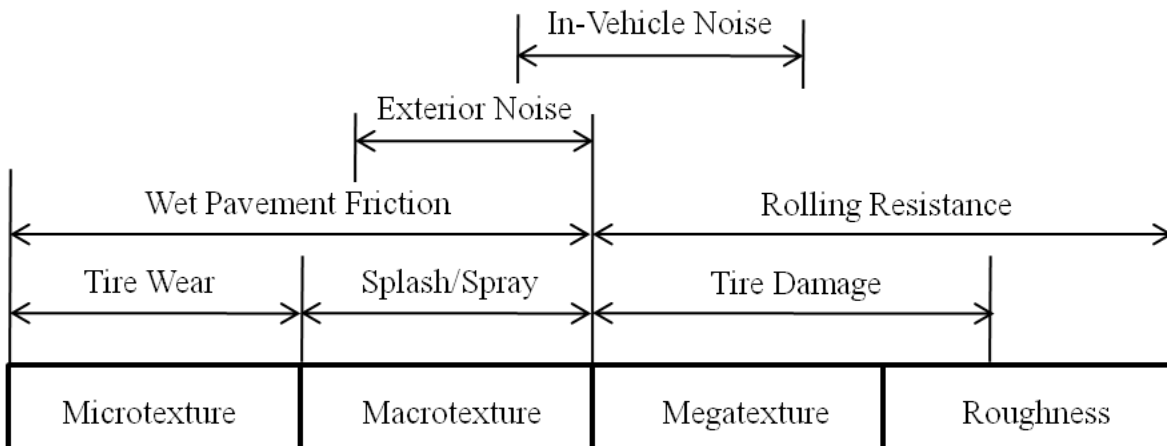 In-Vehicle Noise
Exterior Noise
Wet Pavement Friction Rolling Resistance
Tire Wear Splash/Spray Tire Damage
Microtexture Macrotexture Megatexture Roughness